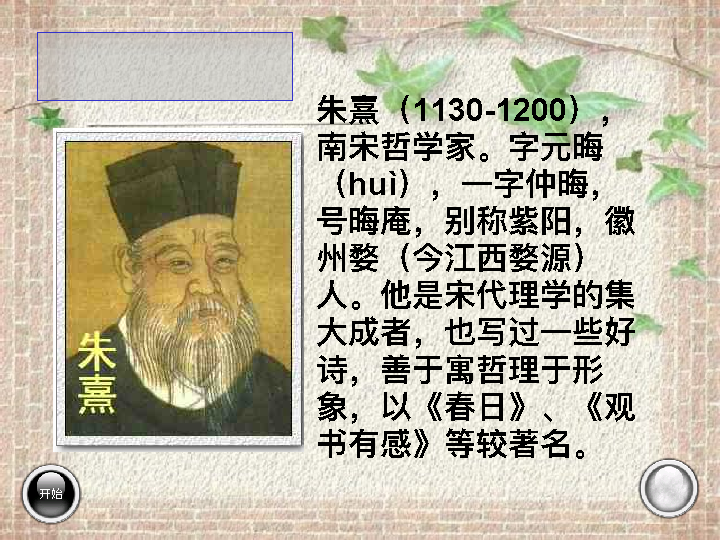 朱熹（1130-1200），
南宋哲学家。字元晦
（huì），一字仲晦，
号晦庵，别称紫阳，徽
州婺（今江西婺源）
人。他是宋代理学的集
大成者，也写过一些好
诗，善于寓哲理于形
象，以《春日》、《观
书有感》等较著名。
朱
熹
开始